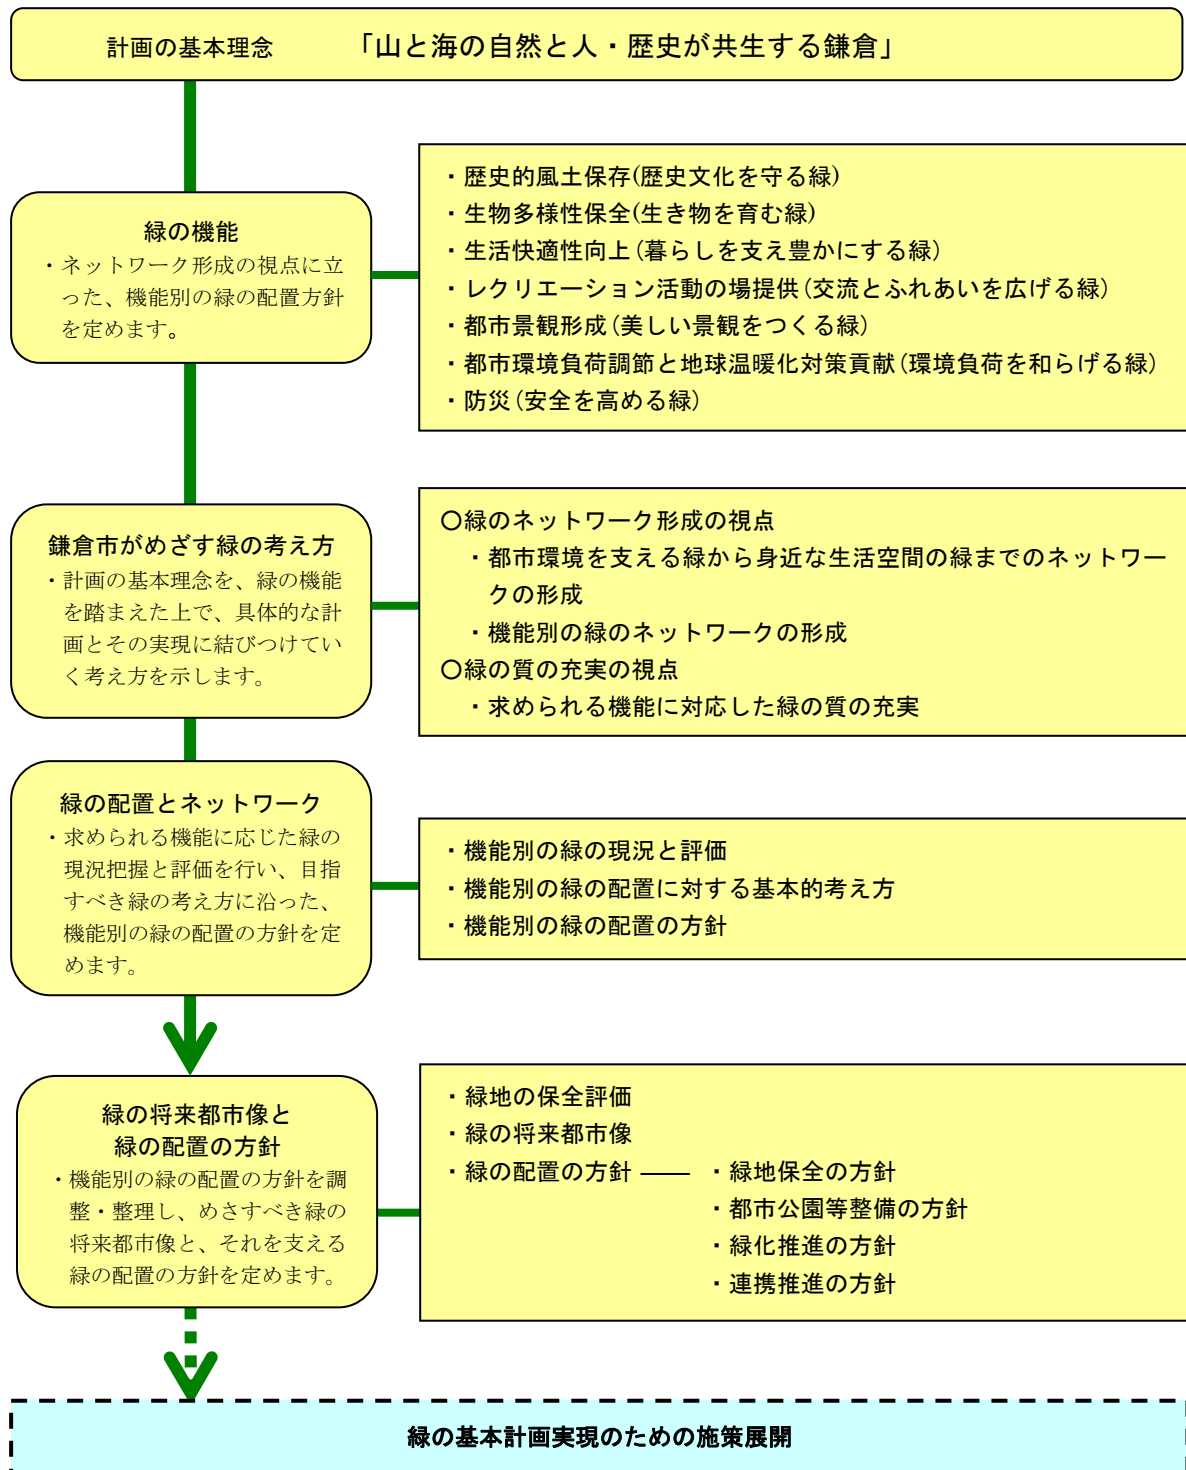 計画の基本理念　「山と海の自然と人・歴史が共生する鎌倉」
緑の機能
・ネットワーク形成の視点に立
った、機能別の緑の配置方針
を定めます。
・歴史的風土保存(歴史文化を守る緑)
・生物多様性保全(生き物を育む緑)
・生活快適性向上(暮らしを支え豊かにする緑)
・レクリエーション活動の場提供(交流とふれあいを広げる緑)
・都市景観形成(美しい景観をつくる緑)
・都市環境負荷調節と地球温暖化対策貢献(環境負荷を和らげる緑)
・防災(安全を高める緑)
鎌倉市がめざす緑の考え方
・計画の基本理念を、緑の機能
を踏まえた上で、具体的な計
画とその実現に結びつけてい
く考え方を示します。
〇緑のネットワーク形成の視点
・都市環境を支える緑から身近な生活空間の緑までのネットワー
クの形成
・機能別の緑のネットワークの形成
〇緑の質の充実の視点
・求められる機能に対応した緑の質の充実
緑の配置とネットワーク
・求められる機能に応じた緑の
現況把握と評価を行い、目指
すべき緑の考え方に沿った、
機能別の緑の配置の方針を定
めます。
・機能別の緑の現況と評価
・機能別の緑の配置に対する基本的考え方
・機能別の緑の配置の方針
緑の将来都市像と
緑の配置の方針
・機能別の緑の配置の方針を調
整・整理し、めさすべき緑の
将来都市像と、それを支える
緑の配置の方針を定めます。
・緑地の保全評価
・緑の将来都市像
・緑の配置の方針 ―― ・緑地保全の方針
・都市公園等整備の方針
・緑化推進の方針
・連携推進の方針
緑の基本計画実現のための施策展開